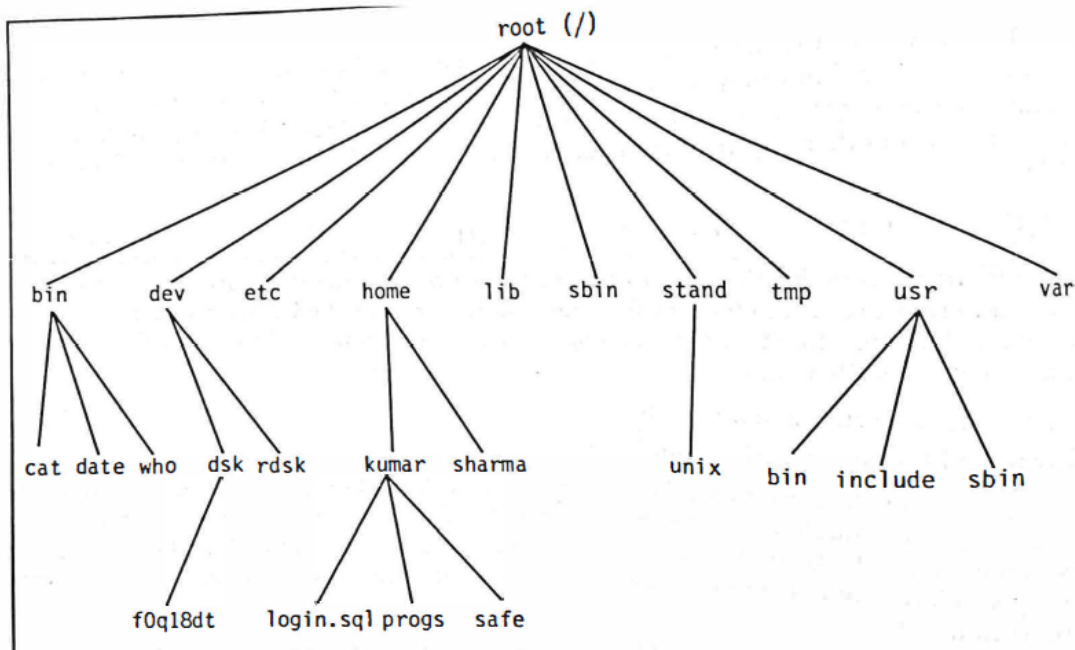 root (/)
bin dev etc home lib sbin stand tmp usr var
cat date who dsk rdsk kumar sharma unix bin include sbin
f0q18dt login.sql progs safe